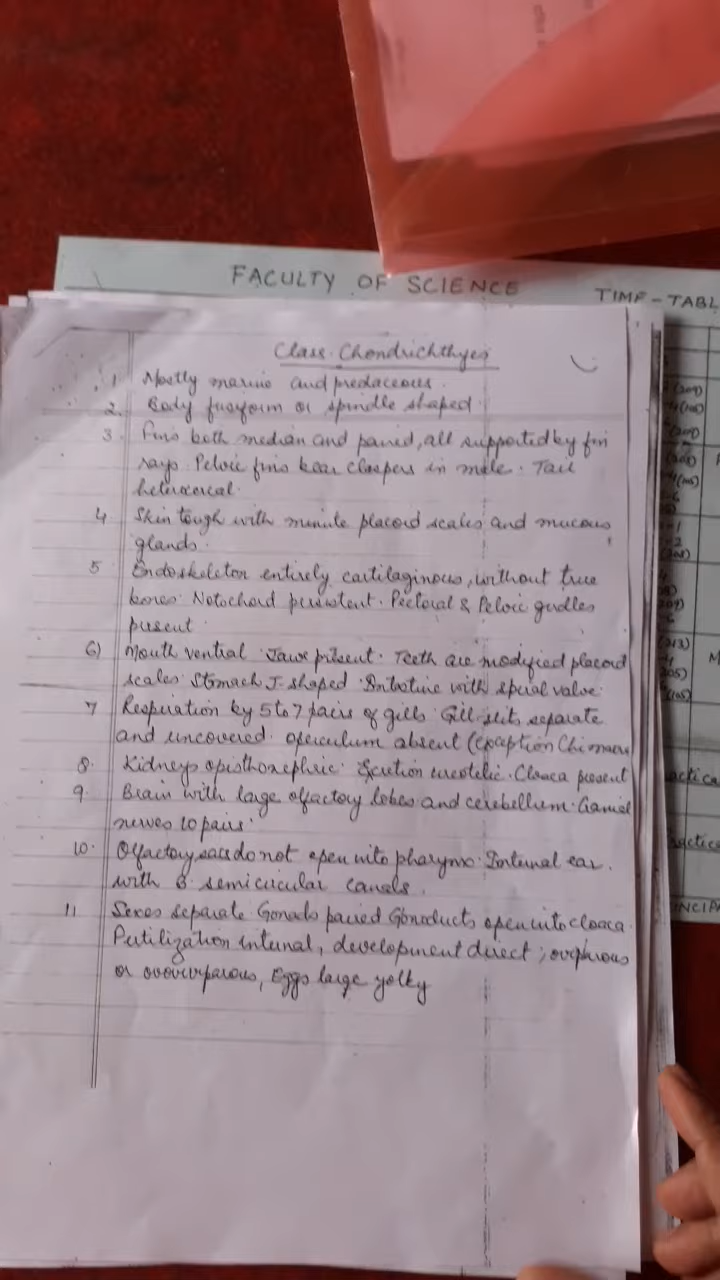 FACULTY OF SCIENCE
TIME-TABL
Class. Chondrichthyes
1 Mostly marine and predaceous.
2. Body fusiform or spindle shaped.
3. Fins both median and paired, all supported by fin
rays. Pelvic fins bear claspers in male. Tail
heterocercal.
4 Skin tough with minute placoid scales and mucous
glands.
5 Endoskeleton entirely cartilaginous, without true
bones. Notochord persistent. Pectoral & Pelvic girdles
present.
6) Mouth ventral. Jaws present. Teeth are modified placoid
scales. Stomach J-shaped. Intestine with spiral valve.
7 Respiration by 5 to 7 pairs of gills. Gill-slits separate
and uncovered. operculum absent (exception Chimaera
8. Kidneys opisthonephric. Excretion ureotelic. Cloaca present
9. Brain with large olfactory lobes and cerebellum. Cranial
nerves 10 pairs.
10. Olfactory sacs do not open into pharynx. Internal ear.
with 3 semicircular canals.
11 Sexes separate Gonads paired Gonoducts open into cloaca.
Fertilization internal, development direct; oviparous
or ovoviviparous, Eggs large yolky